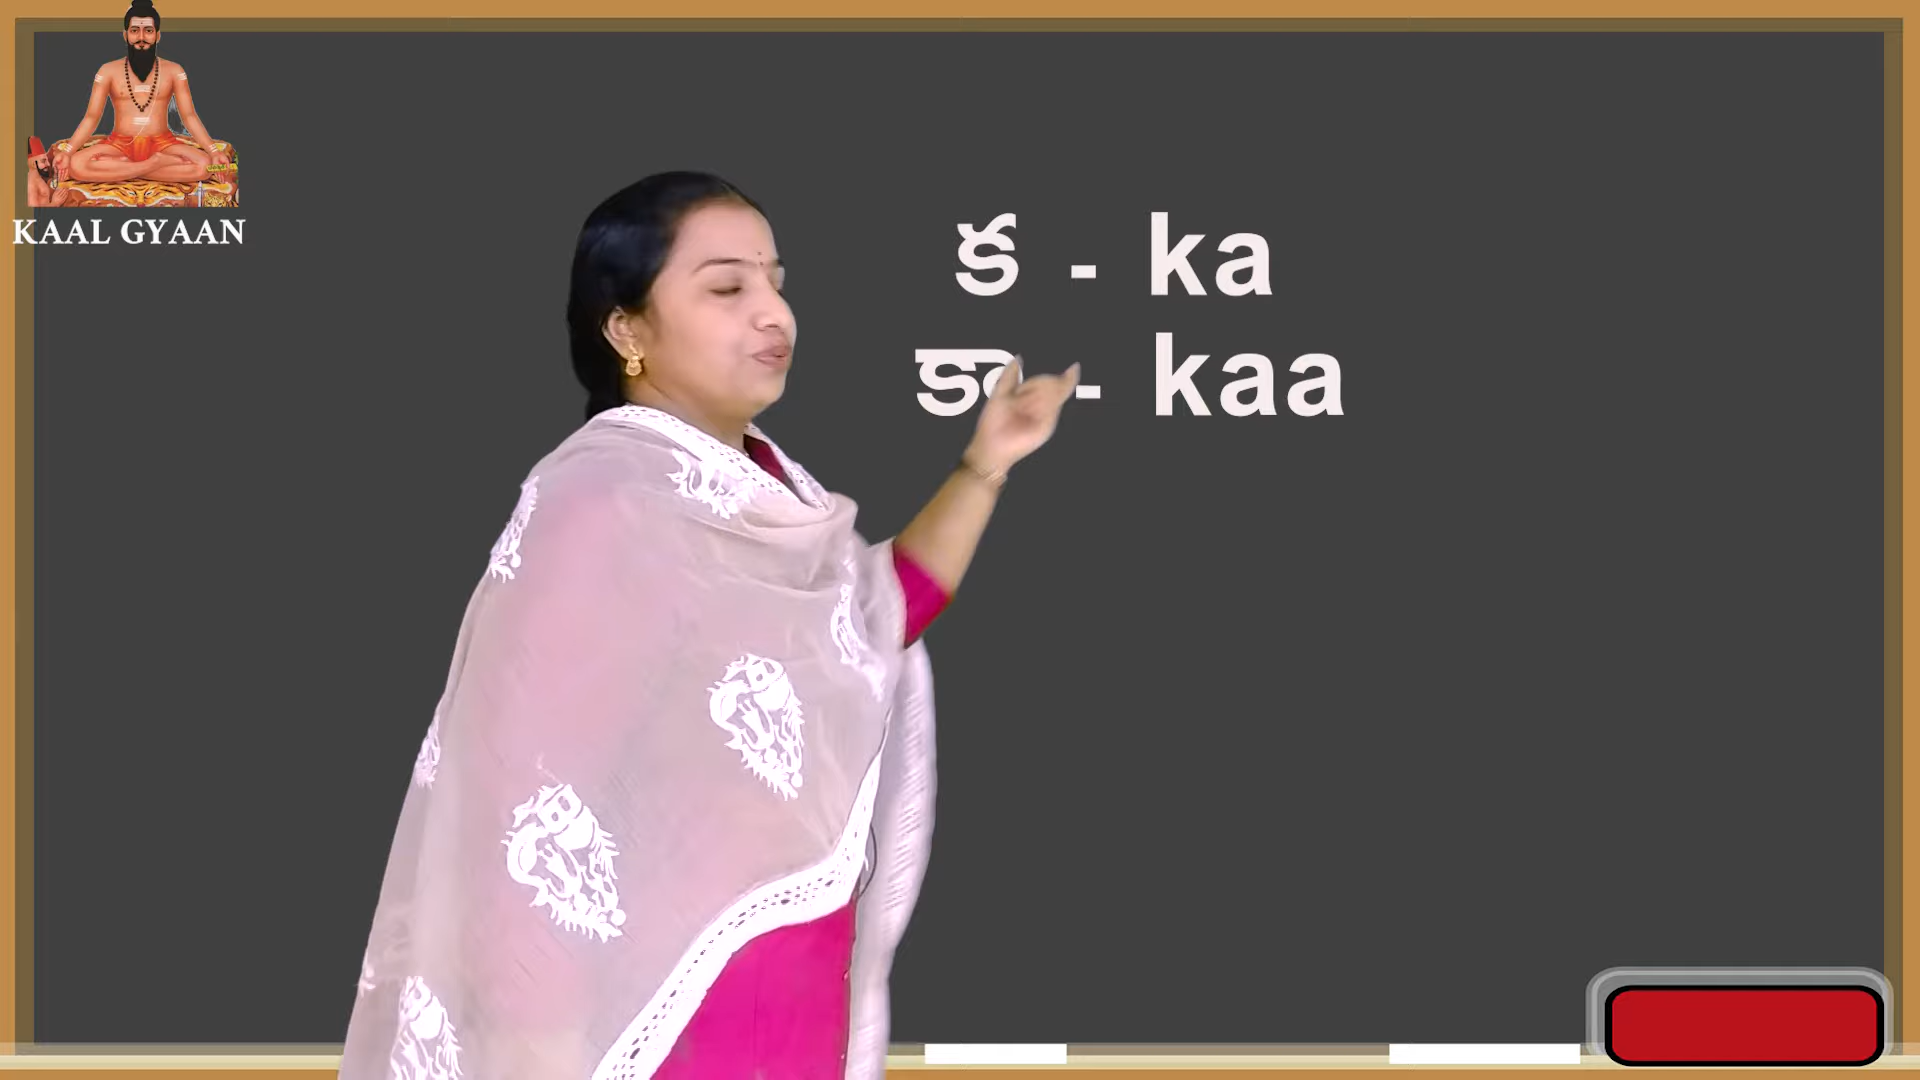 KAAL GYAAN
క - ka
కా - kaa